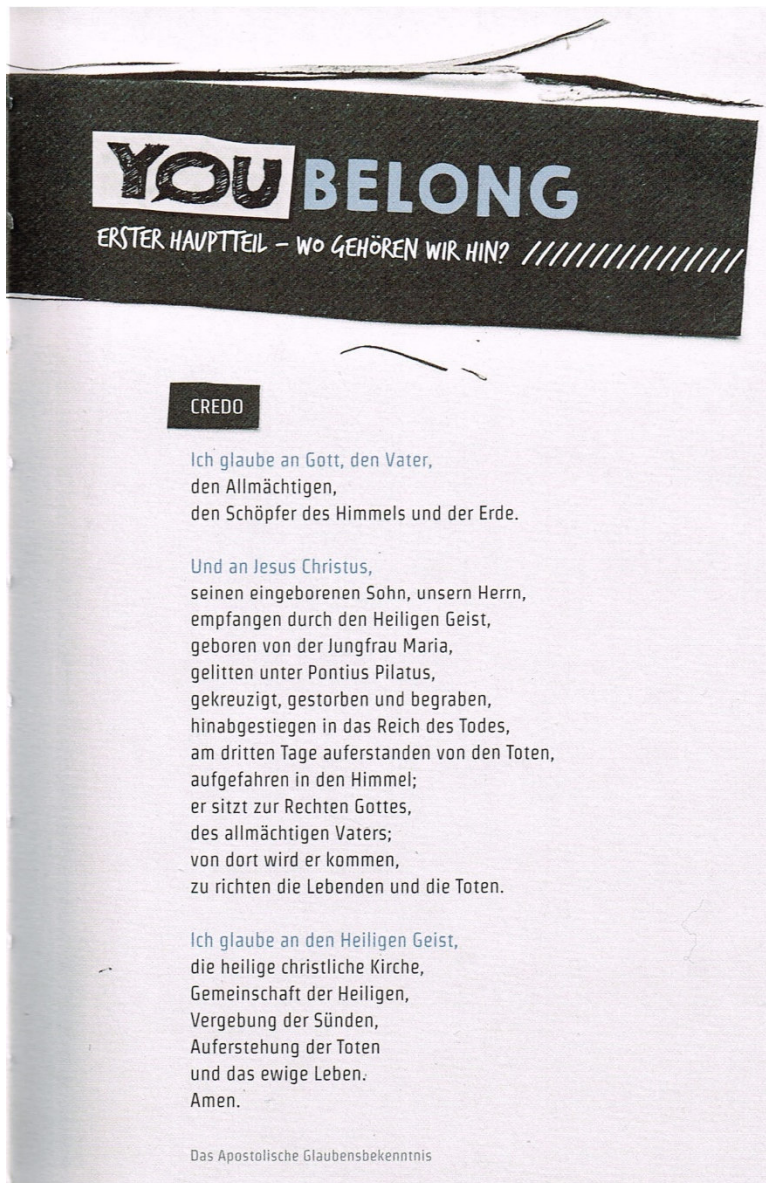 YOU BELONG
ERSTER HAUPTTEIL – WO GEHÖREN WIR HIN? ////////////////
CREDO
Ich glaube an Gott, den Vater,
den Allmächtigen,
den Schöpfer des Himmels und der Erde.
Und an Jesus Christus,
seinen eingeborenen Sohn, unsern Herrn,
empfangen durch den Heiligen Geist,
geboren von der Jungfrau Maria,
gelitten unter Pontius Pilatus,
gekreuzigt, gestorben und begraben,
hinabgestiegen in das Reich des Todes,
am dritten Tage auferstanden von den Toten,
aufgefahren in den Himmel;
er sitzt zur Rechten Gottes,
des allmächtigen Vaters;
von dort wird er kommen,
zu richten die Lebenden und die Toten.
Ich glaube an den Heiligen Geist,
die heilige christliche Kirche,
Gemeinschaft der Heiligen,
Vergebung der Sünden,
Auferstehung der Toten
und das ewige Leben.
Amen.
Das Apostolische Glaubensbekenntnis